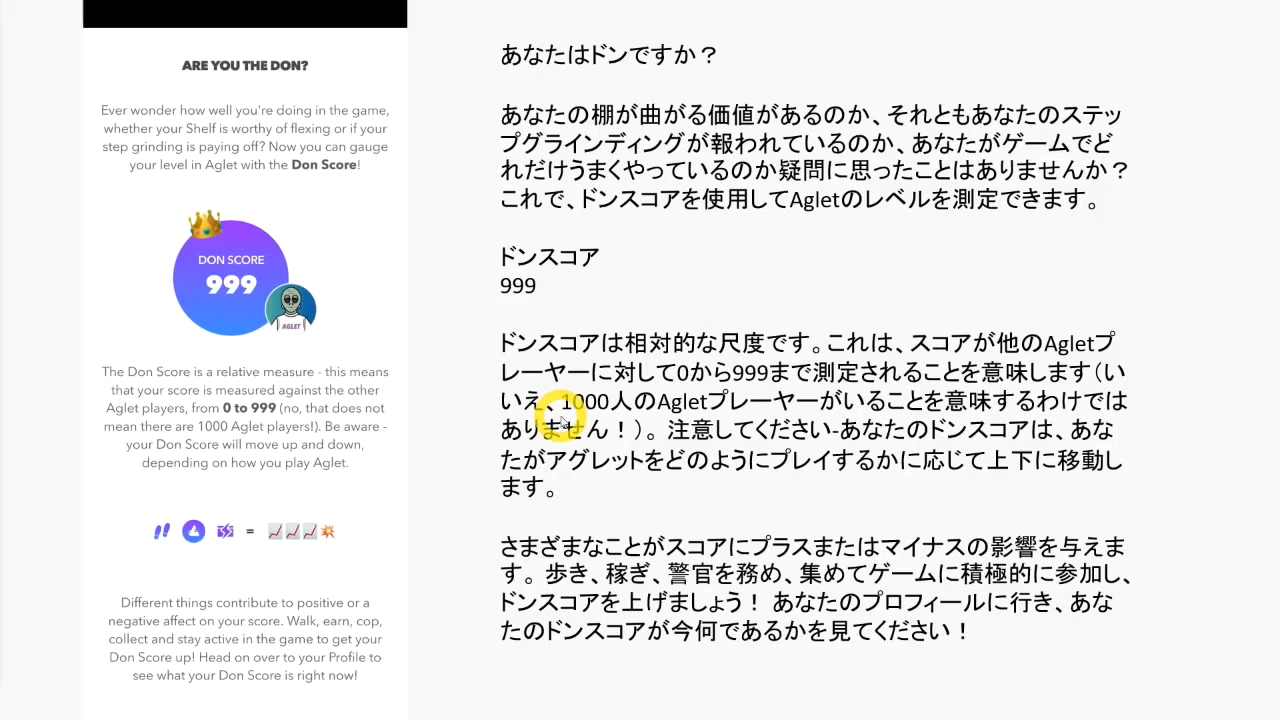 ARE YOU THE DON?
Ever wonder how well you're doing in the game,
whether your Shelf is worthy of flexing or if your
step grinding is paying off? Now you can gauge
your level in Aglet with the Don Score!
DON SCORE
999
AGLET
The Don Score is a relative measure - this means
that your score is measured against the other
Aglet players, from 0 to 999 (no, that does not
mean there are 1000 Aglet players!). Be aware -
your Don Score will move up and down,
depending on how you play Aglet.
=
Different things contribute to positive or a
negative affect on your score. Walk, earn, cop,
collect and stay active in the game to get your
Don Score up! Head on over to your Profile to
see what your Don Score is right now!
あなたはドンですか？
あなたの棚が曲がる価値があるのか、それともあなたのステッ
プグラインディングが報われているのか、あなたがゲームでど
れだけうまくやっているのか疑問に思ったことはありませんか？
これで、ドンスコアを使用してAgletのレベルを測定できます。
ドンスコア
999
ドンスコアは相対的な尺度です。これは、スコアが他のAgletプ
レーヤーに対して0から999まで測定されることを意味します（い
いえ、1000人のAgletプレーヤーがいることを意味するわけでは
ありません！）。 注意してください-あなたのドンスコアは、あな
たがアグレットをどのようにプレイするかに応じて上下に移動し
ます。
さまざまなことがスコアにプラスまたはマイナスの影響を与えま
す。 歩き、稼ぎ、警官を務め、集めてゲームに積極的に参加し、
ドンスコアを上げましょう！ あなたのプロフィールに行き、あな
たのドンスコアが今何であるかを見てください！